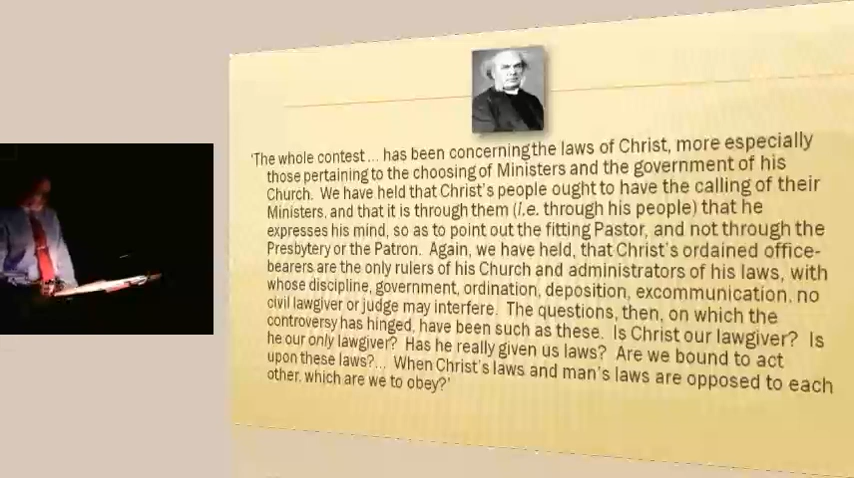 'The whole contest... has been concerning the laws of Christ, more especially
those pertaining to the choosing of Ministers and the government of his
Church. We have held that Christ's people ought to have the calling of their
Ministers, and that it is through them (i.e. through his people) that he
expresses his mind, so as to point out the fitting Pastor, and not through the
Presbytery or the Patron. Again, we have held, that Christ's ordained office-
bearers are the only rulers of his Church and administrators of his laws, with
whose discipline, government, ordination, deposition, excommunication, no
civil lawgiver or judge may interfere. The questions, then, on which the
controversy has hinged, have been such as these. Is Christ our lawgiver? Is
he our only lawgiver? Has he really given us laws? Are we bound to act
upon these laws?... When Christ's laws and man's laws are opposed to each
other, which are we to obey?'